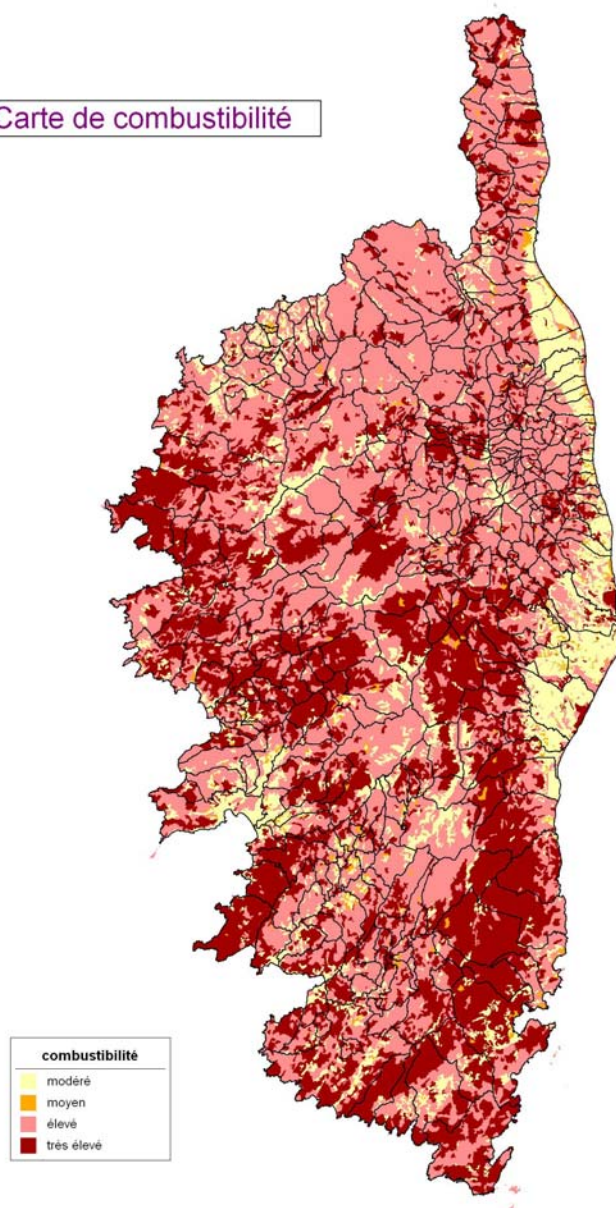 Carte de combustibilité
combustibilité
modéré
moyen
élevé
très élevé